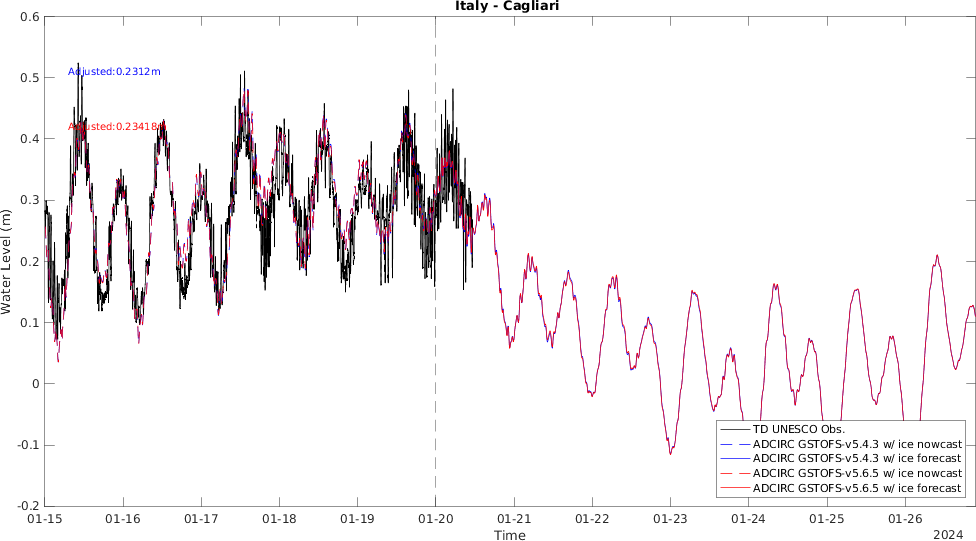 Italy - Cagliari
0.6
0.5
0.4
0.3
0.2
0.1
0
-0.1
-0.2
Water Level (m)
Adjusted:0.2312m
Adjusted:0.23418m
TD UNESCO Obs.
ADCIRC GSTOFS-v5.4.3 w/ ice nowcast
ADCIRC GSTOFS-v5.4.3 w/ ice forecast
ADCIRC GSTOFS-v5.6.5 w/ ice nowcast
ADCIRC GSTOFS-v5.6.5 w/ ice forecast
01-15 01-16 01-17 01-18 01-19 01-20 01-21 01-22 01-23 01-24 01-25 01-26
Time
2024